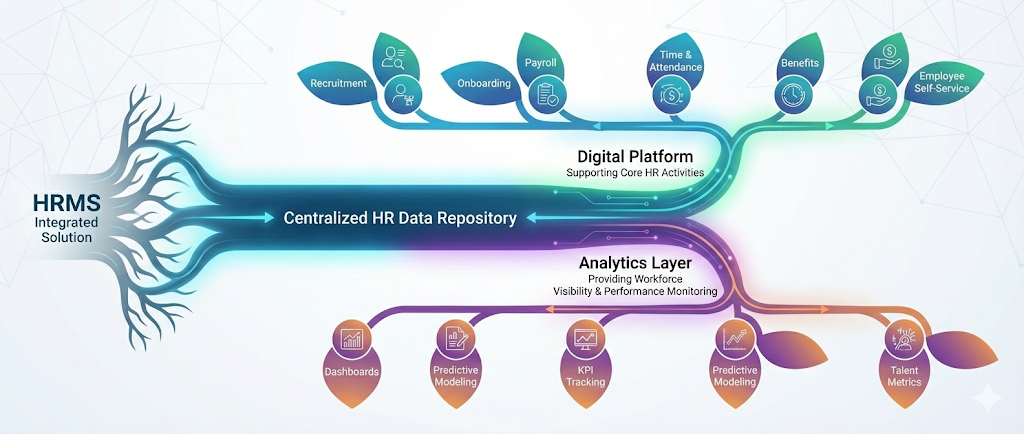 Recruitment
Onboarding
Payroll
Time &
Attendance
Benefits
Employee
Self-Service
HRMS
Integrated
Solution
Centralized HR Data Repository
Digital Platform
Supporting Core HR Activities
Analytics Layer
Providing Workforce
Visibility & Performance Monitoring
Dashboards
Predictive
Modeling
KPI
Tracking
Predictive
Modeling
Talent
Metrics